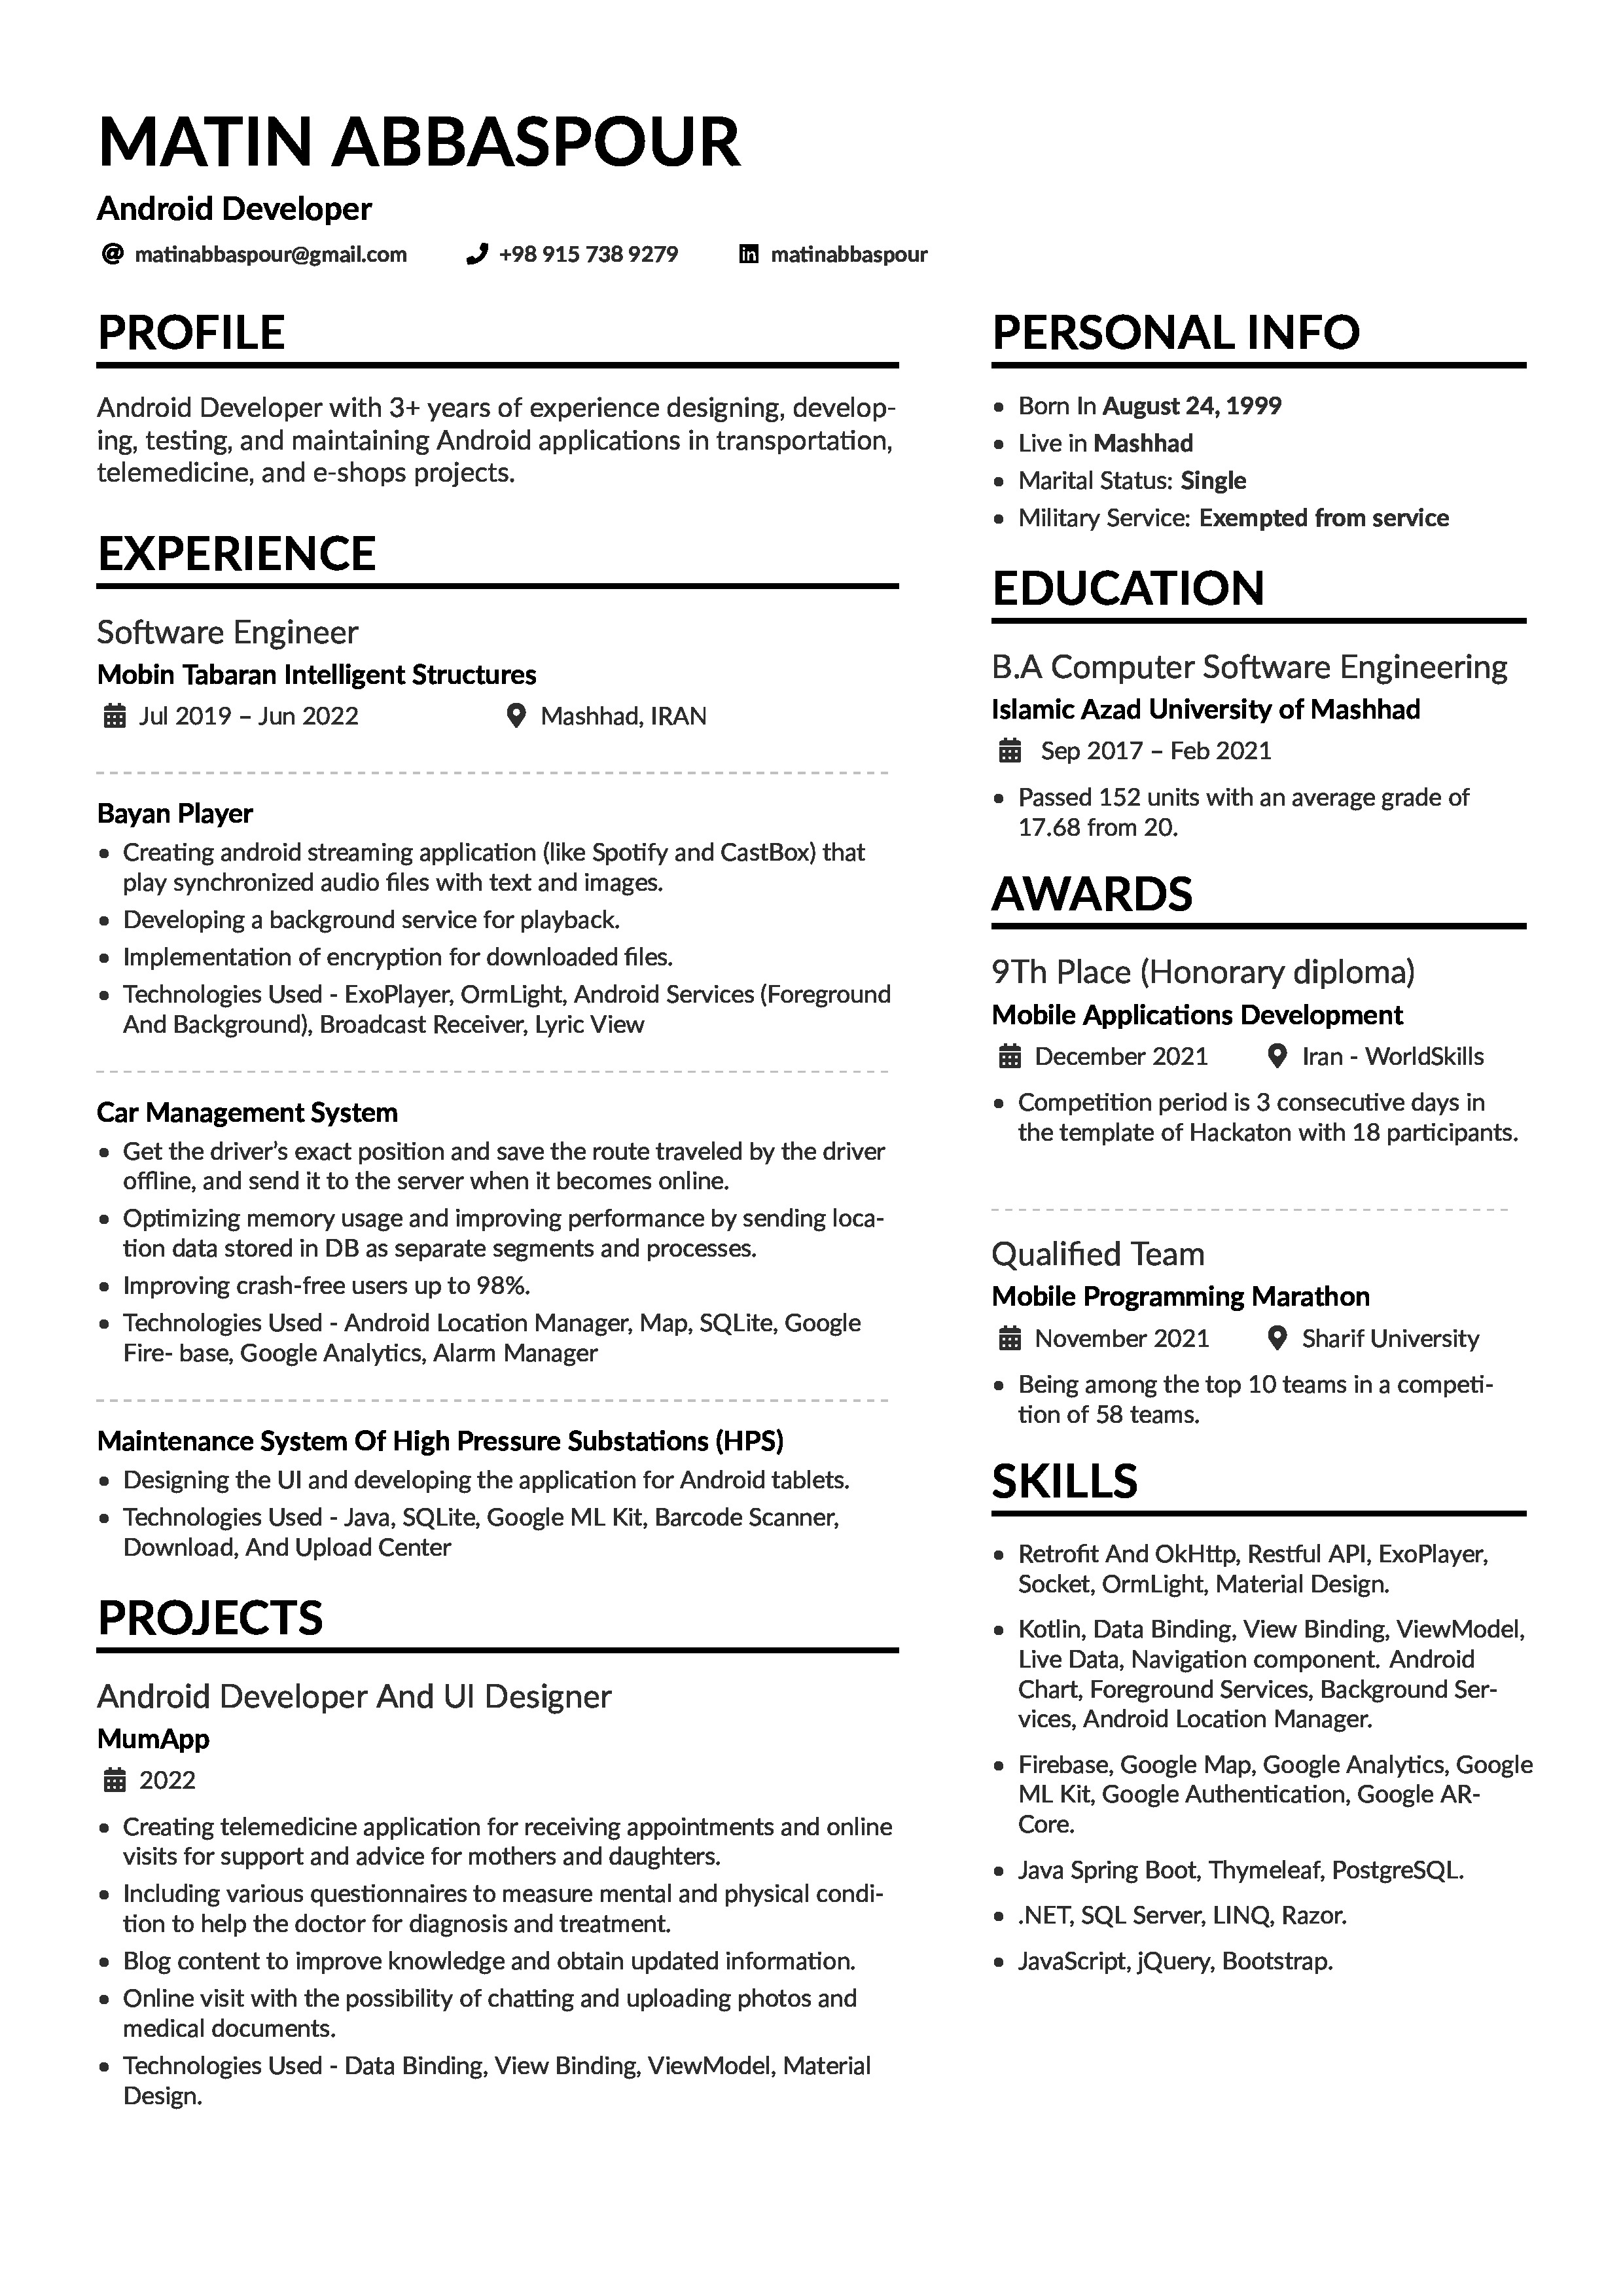 MATIN ABBASPOUR
Android Developer
matinabbaspour@gmail.com +98 915 738 9279 matinabbaspour
PROFILE
Android Developer with 3+ years of experience designing, develop-
ing, testing, and maintaining Android applications in transportation,
telemedicine, and e-shops projects.
EXPERIENCE
Software Engineer
Mobin Tabaran Intelligent Structures
Jul 2019 – Jun 2022 Mashhad, IRAN
Bayan Player
• Creating android streaming application (like Spotify and CastBox) that
play synchronized audio files with text and images.
• Developing a background service for playback.
• Implementation of encryption for downloaded files.
• Technologies Used - ExoPlayer, OrmLight, Android Services (Foreground
And Background), Broadcast Receiver, Lyric View
Car Management System
• Get the driver’s exact position and save the route traveled by the driver
offline, and send it to the server when it becomes online.
• Optimizing memory usage and improving performance by sending loca-
tion data stored in DB as separate segments and processes.
• Improving crash-free users up to 98%.
• Technologies Used - Android Location Manager, Map, SQLite, Google
Fire- base, Google Analytics, Alarm Manager
Maintenance System Of High Pressure Substations (HPS)
• Designing the UI and developing the application for Android tablets.
• Technologies Used - Java, SQLite, Google ML Kit, Barcode Scanner,
Download, And Upload Center
PROJECTS
Android Developer And UI Designer
MumApp
2022
• Creating telemedicine application for receiving appointments and online
visits for support and advice for mothers and daughters.
• Including various questionnaires to measure mental and physical condi-
tion to help the doctor for diagnosis and treatment.
• Blog content to improve knowledge and obtain updated information.
• Online visit with the possibility of chatting and uploading photos and
medical documents.
• Technologies Used - Data Binding, View Binding, ViewModel, Material
Design.
PERSONAL INFO
• Born In August 24, 1999
• Live in Mashhad
• Marital Status: Single
• Military Service: Exempted from service
EDUCATION
B.A Computer Software Engineering
Islamic Azad University of Mashhad
Sep 2017 – Feb 2021
• Passed 152 units with an average grade of
17.68 from 20.
AWARDS
9Th Place (Honorary diploma)
Mobile Applications Development
December 2021 Iran - WorldSkills
• Competition period is 3 consecutive days in
the template of Hackaton with 18 participants.
Qualified Team
Mobile Programming Marathon
November 2021 Sharif University
• Being among the top 10 teams in a competi-
tion of 58 teams.
SKILLS
• Retrofit And OkHttp, Restful API, ExoPlayer,
Socket, OrmLight, Material Design.
• Kotlin, Data Binding, View Binding, ViewModel,
Live Data, Navigation component. Android
Chart, Foreground Services, Background Ser-
vices, Android Location Manager.
• Firebase, Google Map, Google Analytics, Google
ML Kit, Google Authentication, Google AR-
Core.
• Java Spring Boot, Thymeleaf, PostgreSQL.
• .NET, SQL Server, LINQ, Razor.
• JavaScript, jQuery, Bootstrap.